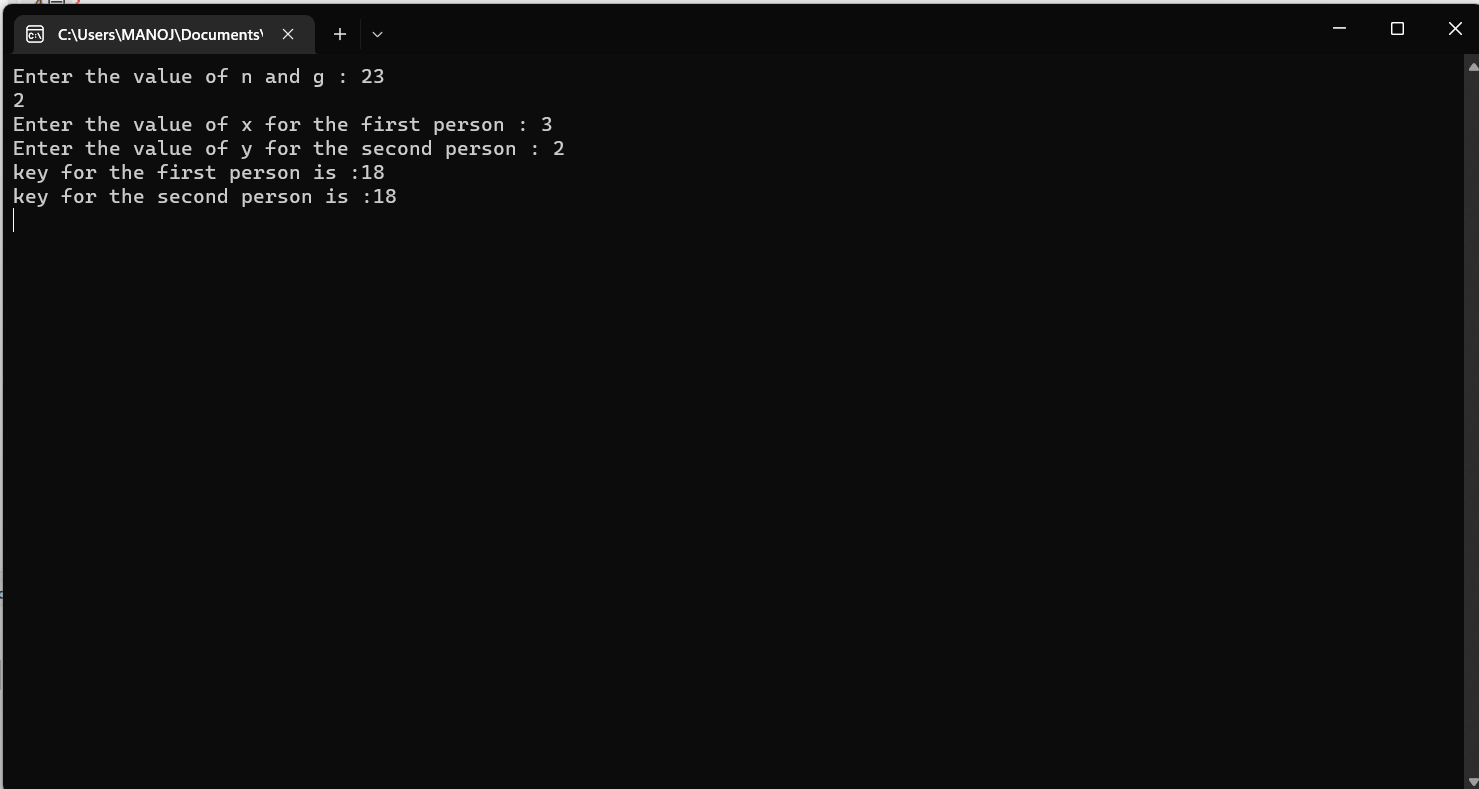 C:\Users\MANOJ\Documents\
Enter the value of n and g : 23
2
Enter the value of x for the first person : 3
Enter the value of y for the second person : 2
key for the first person is :18
key for the second person is :18